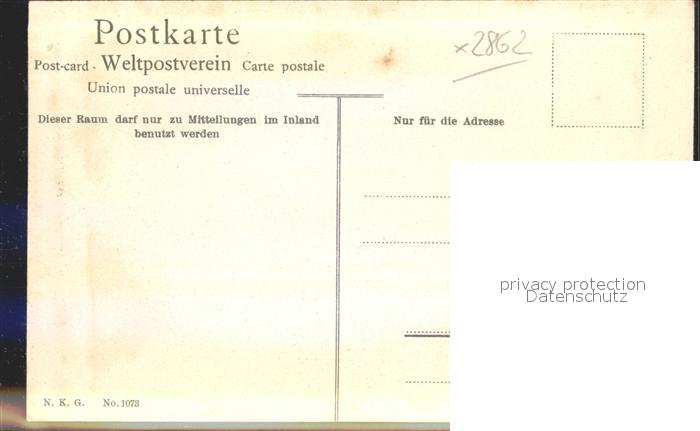 Postkarte
Post-card - Weltpostverein Carte postale
Union postale universelle
x2862
Dieser Raum darf nur zu Mitteilungen im Inland
benutzt werden
Nur für die Adresse
privacy protection
Datenschutz
N. K. G. No. 1073